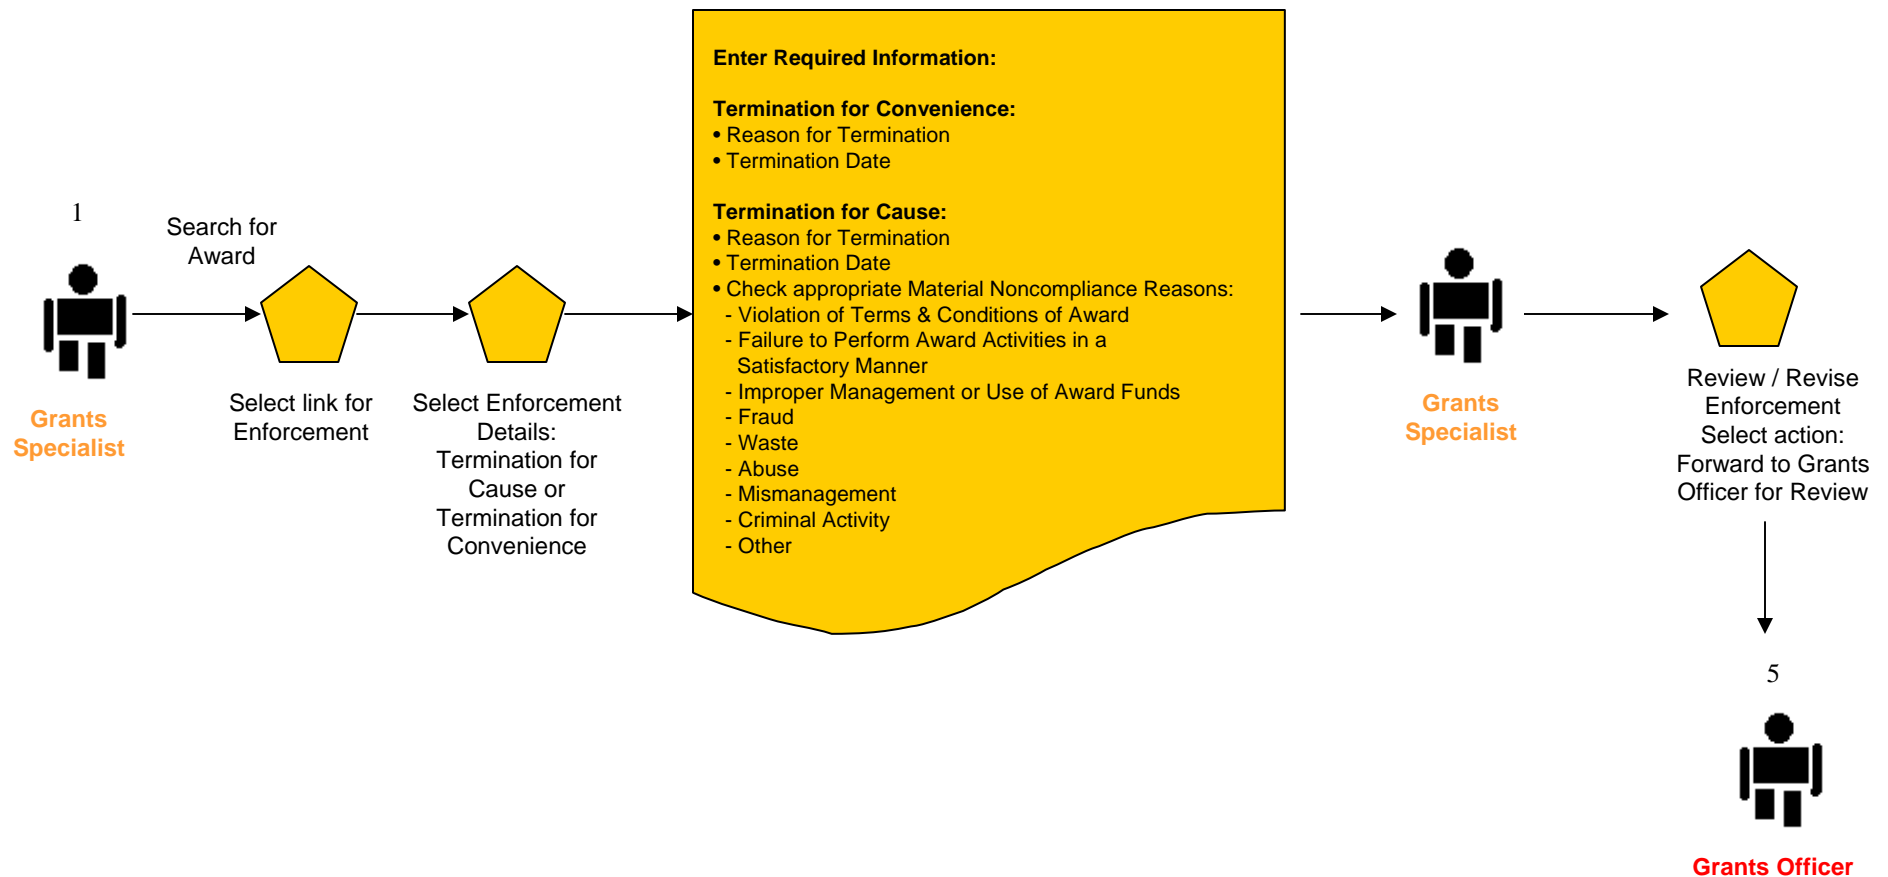 1
Search for
Award
Grants
Specialist
Select link for
Enforcement
Select Enforcement
Details:
Termination for
Cause or
Termination for
Convenience
Enter Required Information:
Termination for Convenience:
• Reason for Termination
• Termination Date
Termination for Cause:
• Reason for Termination
• Termination Date
• Check appropriate Material Noncompliance Reasons:
- Violation of Terms & Conditions of Award
- Failure to Perform Award Activities in a
Satisfactory Manner
- Improper Management or Use of Award Funds
- Fraud
- Waste
- Abuse
- Mismanagement
- Criminal Activity
- Other
Grants
Specialist
Review / Revise
Enforcement
Select action:
Forward to Grants
Officer for Review
5
Grants Officer